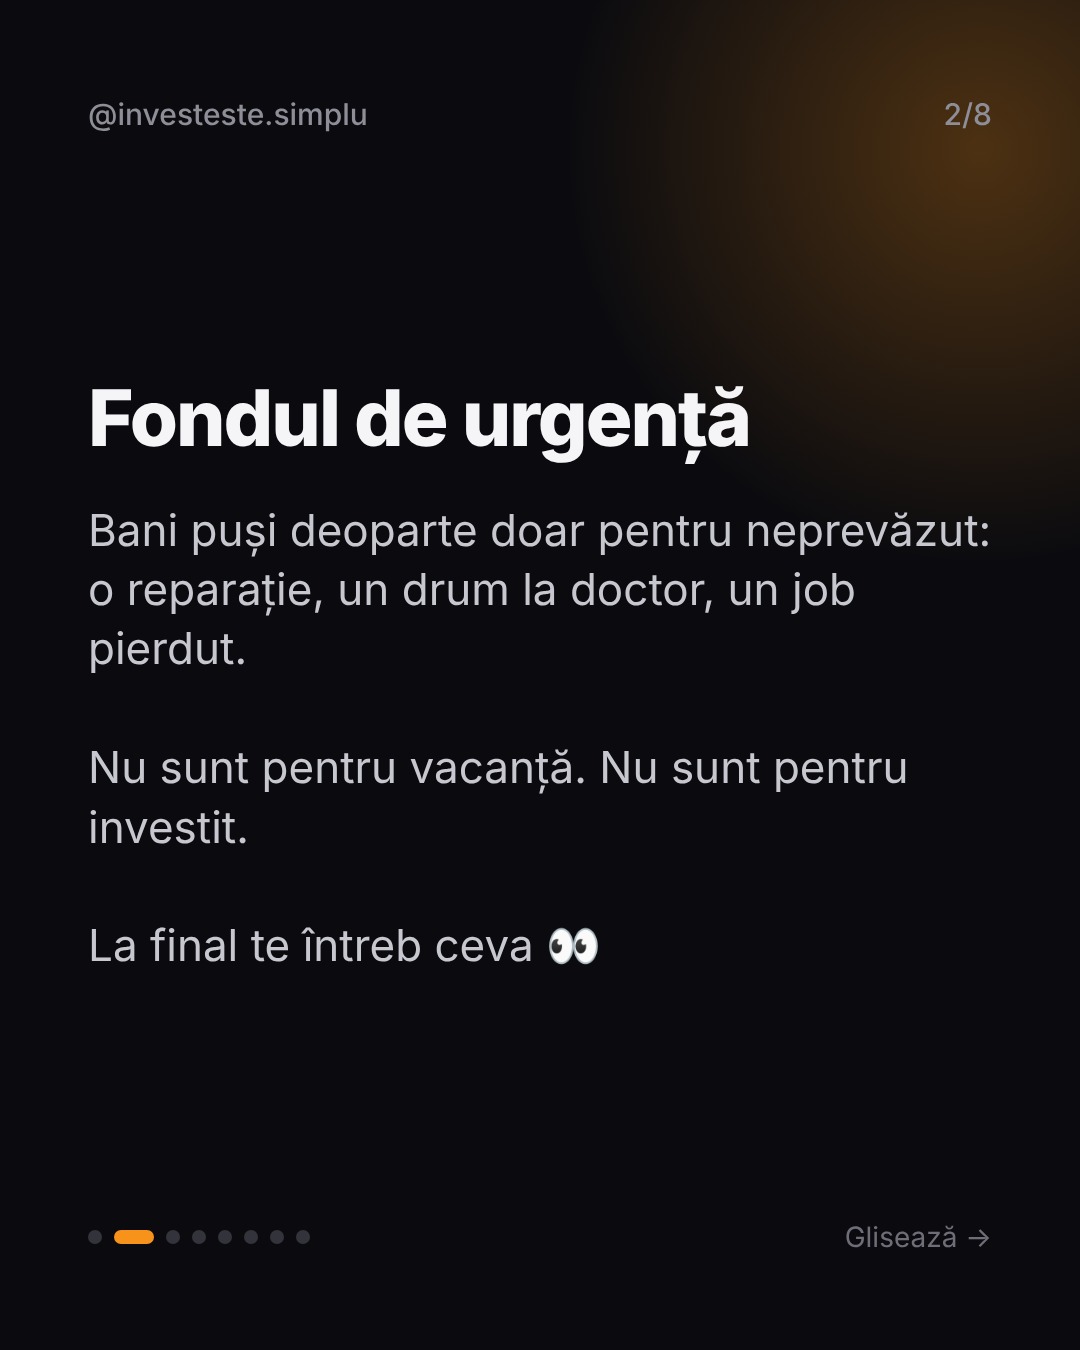 @investeste.simplu
2/8
Fondul de urgență
Bani puși deoparte doar pentru neprevăzut:
o reparație, un drum la doctor, un job
pierdut.
Nu sunt pentru vacanță. Nu sunt pentru
investit.
La final te întreb ceva 👀
Glisează →